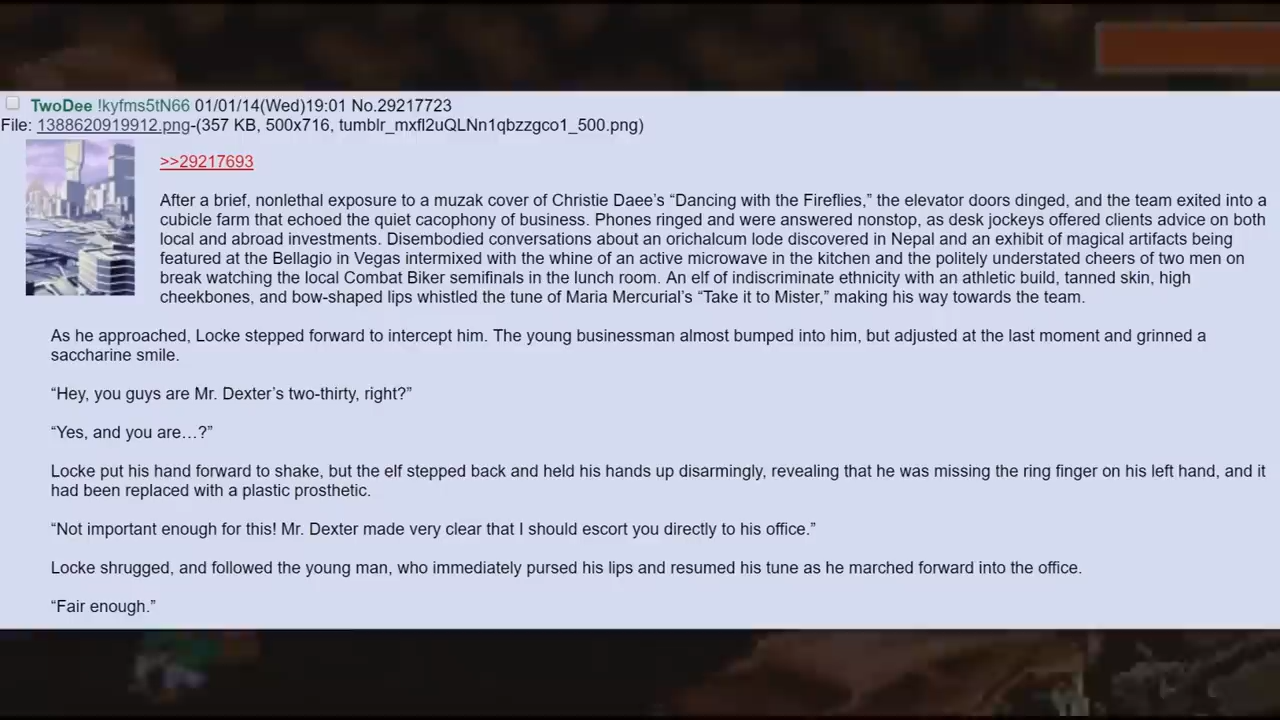 TwoDee !kyfms5tN66 01/01/14(Wed)19:01 No.29217723
File: 1388620919912.png-(357 KB, 500x716, tumblr_mxfl2uQLNn1qbzzgco1_500.png)
>>29217693
After a brief, nonlethal exposure to a muzak cover of Christie Daee’s “Dancing with the Fireflies,” the elevator doors dinged, and the team exited into a
cubicle farm that echoed the quiet cacophony of business. Phones ringed and were answered nonstop, as desk jockeys offered clients advice on both
local and abroad investments. Disembodied conversations about an orichalcum lode discovered in Nepal and an exhibit of magical artifacts being
featured at the Bellagio in Vegas intermixed with the whine of an active microwave in the kitchen and the politely understated cheers of two men on
break watching the local Combat Biker semifinals in the lunch room. An elf of indiscriminate ethnicity with an athletic build, tanned skin, high
cheekbones, and bow-shaped lips whistled the tune of Maria Mercurial’s “Take it to Mister,” making his way towards the team.
As he approached, Locke stepped forward to intercept him. The young businessman almost bumped into him, but adjusted at the last moment and grinned a
saccharine smile.
“Hey, you guys are Mr. Dexter’s two-thirty, right?”
“Yes, and you are…?”
Locke put his hand forward to shake, but the elf stepped back and held his hands up disarmingly, revealing that he was missing the ring finger on his left hand, and it
had been replaced with a plastic prosthetic.
“Not important enough for this! Mr. Dexter made very clear that I should escort you directly to his office.”
Locke shrugged, and followed the young man, who immediately pursed his lips and resumed his tune as he marched forward into the office.
“Fair enough.”